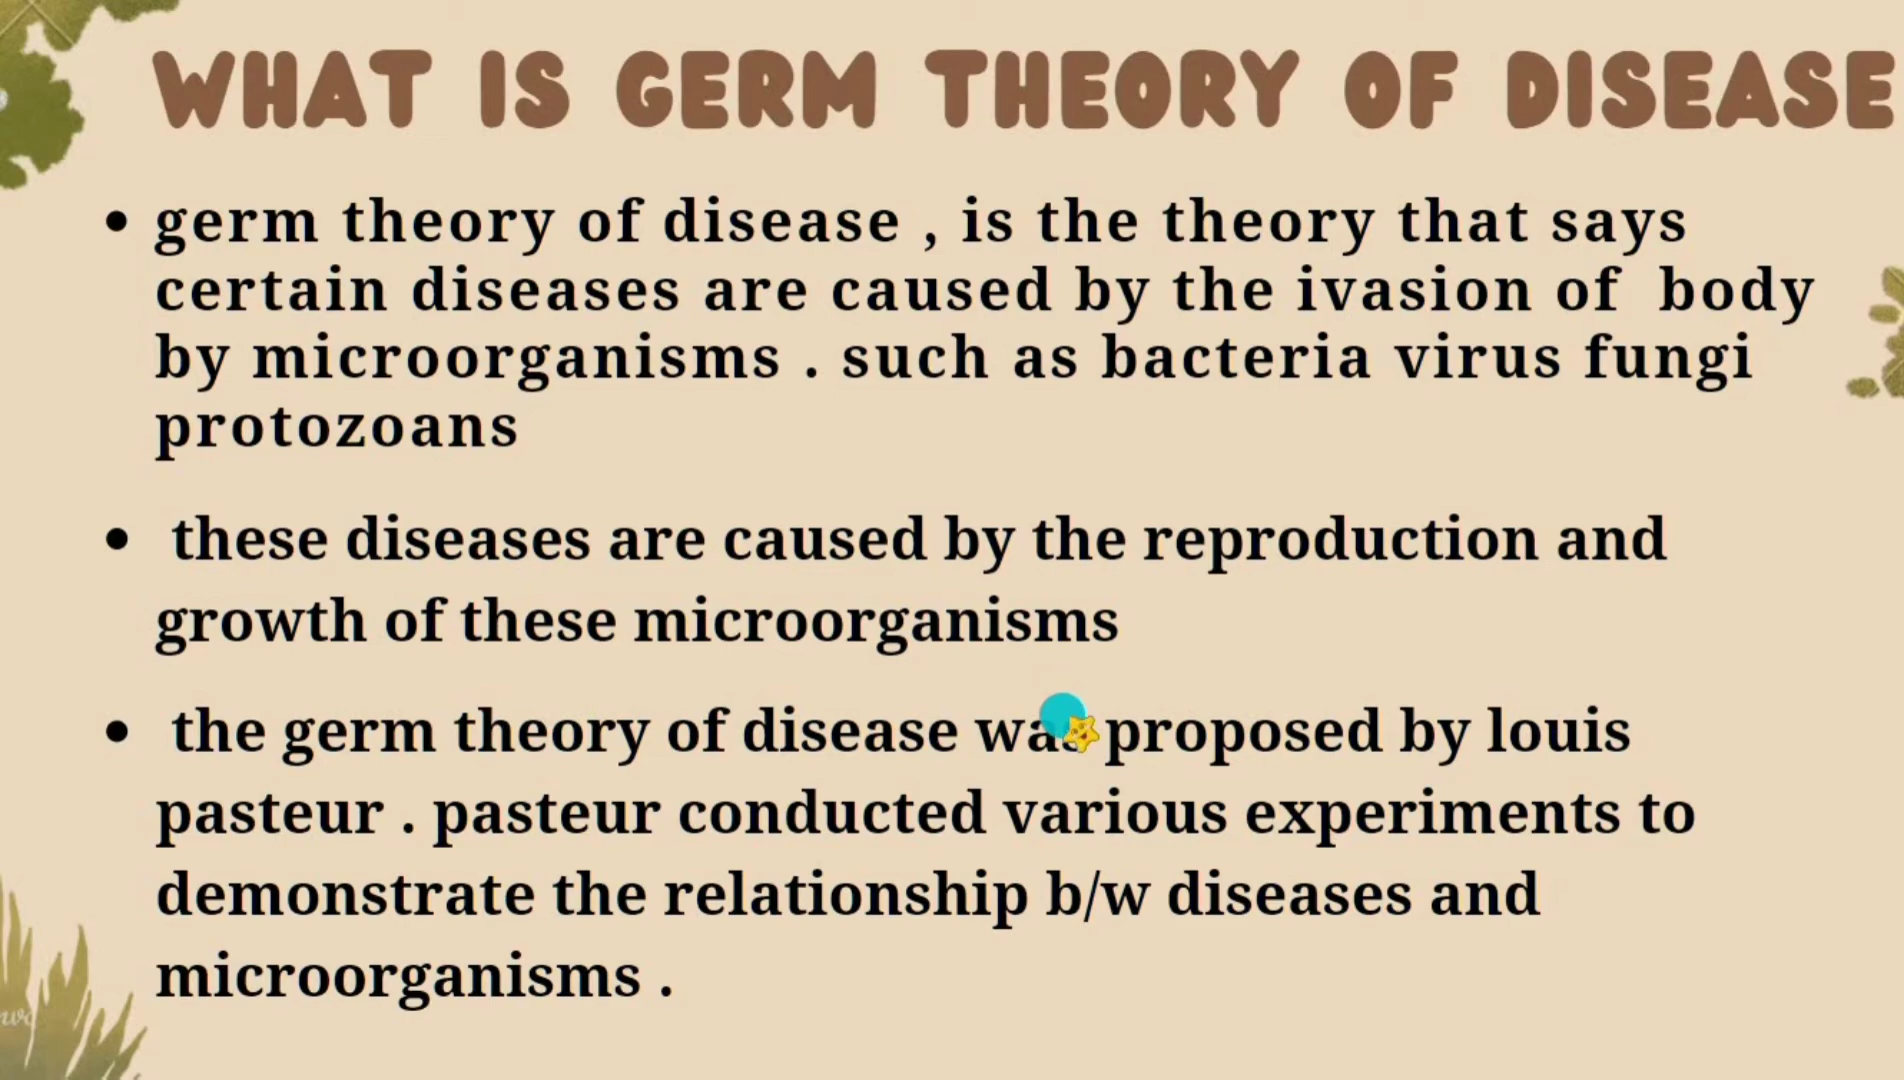 WHAT IS GERM THEORY OF DISEASE
• germ theory of disease , is the theory that says
certain diseases are caused by the ivasion of body
by microorganisms . such as bacteria virus fungi
protozoans
• these diseases are caused by the reproduction and
growth of these microorganisms
• the germ theory of disease was proposed by louis
pasteur . pasteur conducted various experiments to
demonstrate the relationship b/w diseases and
microorganisms .